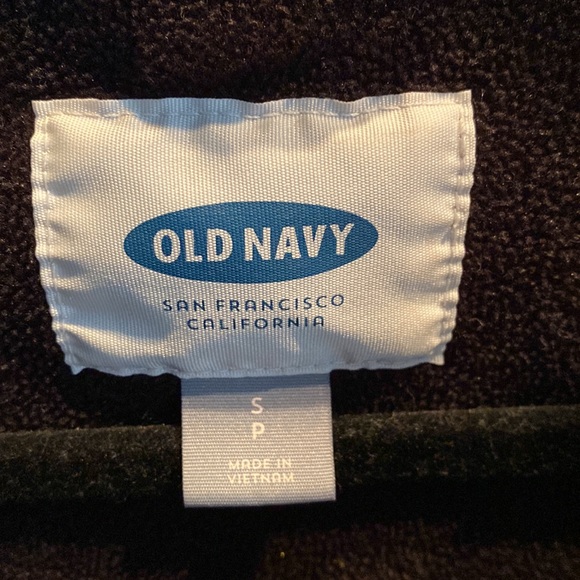 OLD NAVY
SAN FRANCISCO
CALIFORNIA
S
P
MADE IN
VIETNAM